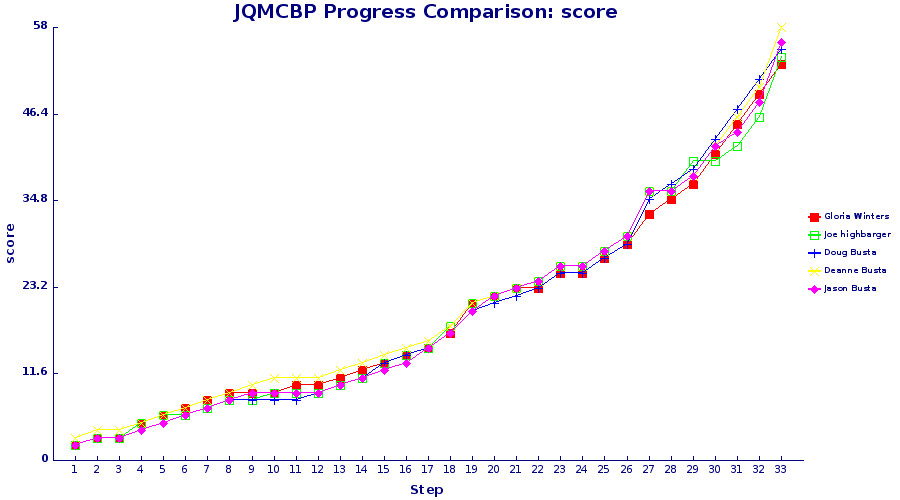 JQMCBP Progress Comparison: score
58
46.4
34.8
23.2
11.6
0
score
1 2 3 4 5 6 7 8 9 10 11 12 13 14 15 16 17 18 19 20 21 22 23 24 25 26 27 28 29 30 31 32 33
Step
Gloria Winters
Joe highbarger
Doug Busta
Deanne Busta
Jason Busta